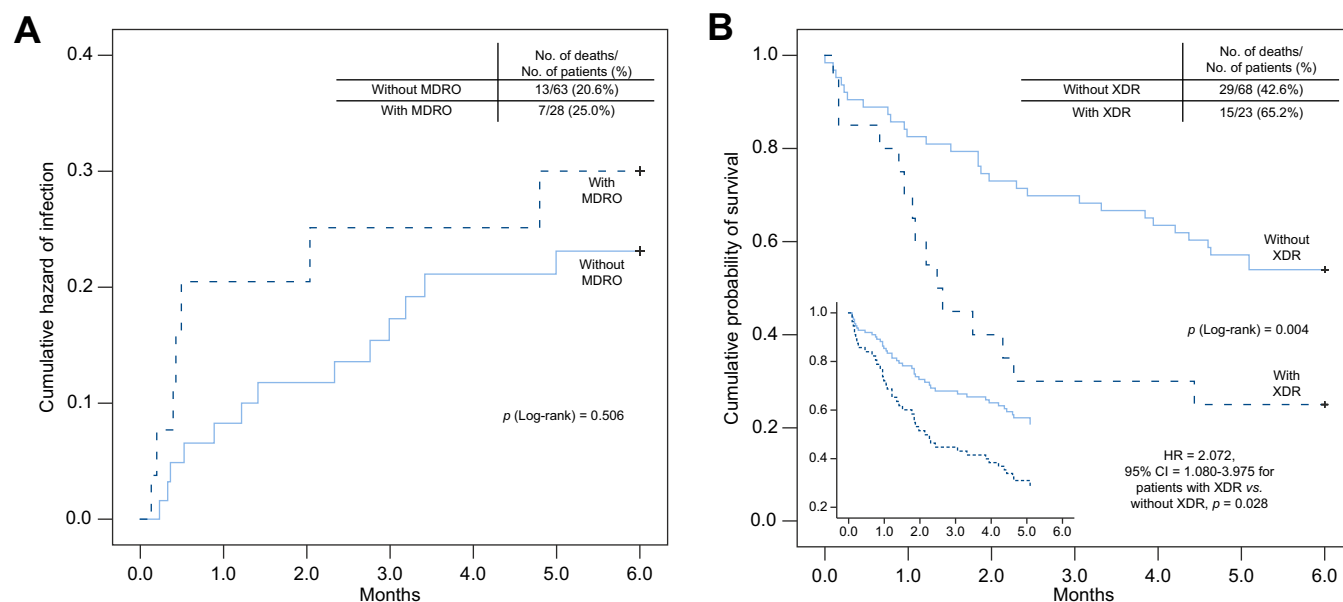 A
0.4
0.3
0.2
0.1
0.0
Cumulative hazard of infection
No. of deaths/
No. of patients (%)
Without MDRO 13/63 (20.6%)
With MDRO 7/28 (25.0%)
With
MDRO
Without
MDRO
p (Log-rank) = 0.506
0.0 1.0 2.0 3.0 4.0 5.0 6.0
Months
B
1.0
0.8
0.6
0.4
0.2
0.0
Cumulative probability of survival
No. of deaths/
No. of patients (%)
Without XDR 29/68 (42.6%)
With XDR 15/23 (65.2%)
Without
XDR
p (Log-rank) = 0.004
With
XDR
HR = 2.072,
95% CI = 1.080-3.975 for
patients with XDR vs.
without XDR, p = 0.028
1.0
0.8
0.6
0.4
0.2
0.0 1.0 2.0 3.0 4.0 5.0 6.0
0.0 1.0 2.0 3.0 4.0 5.0 6.0
Months